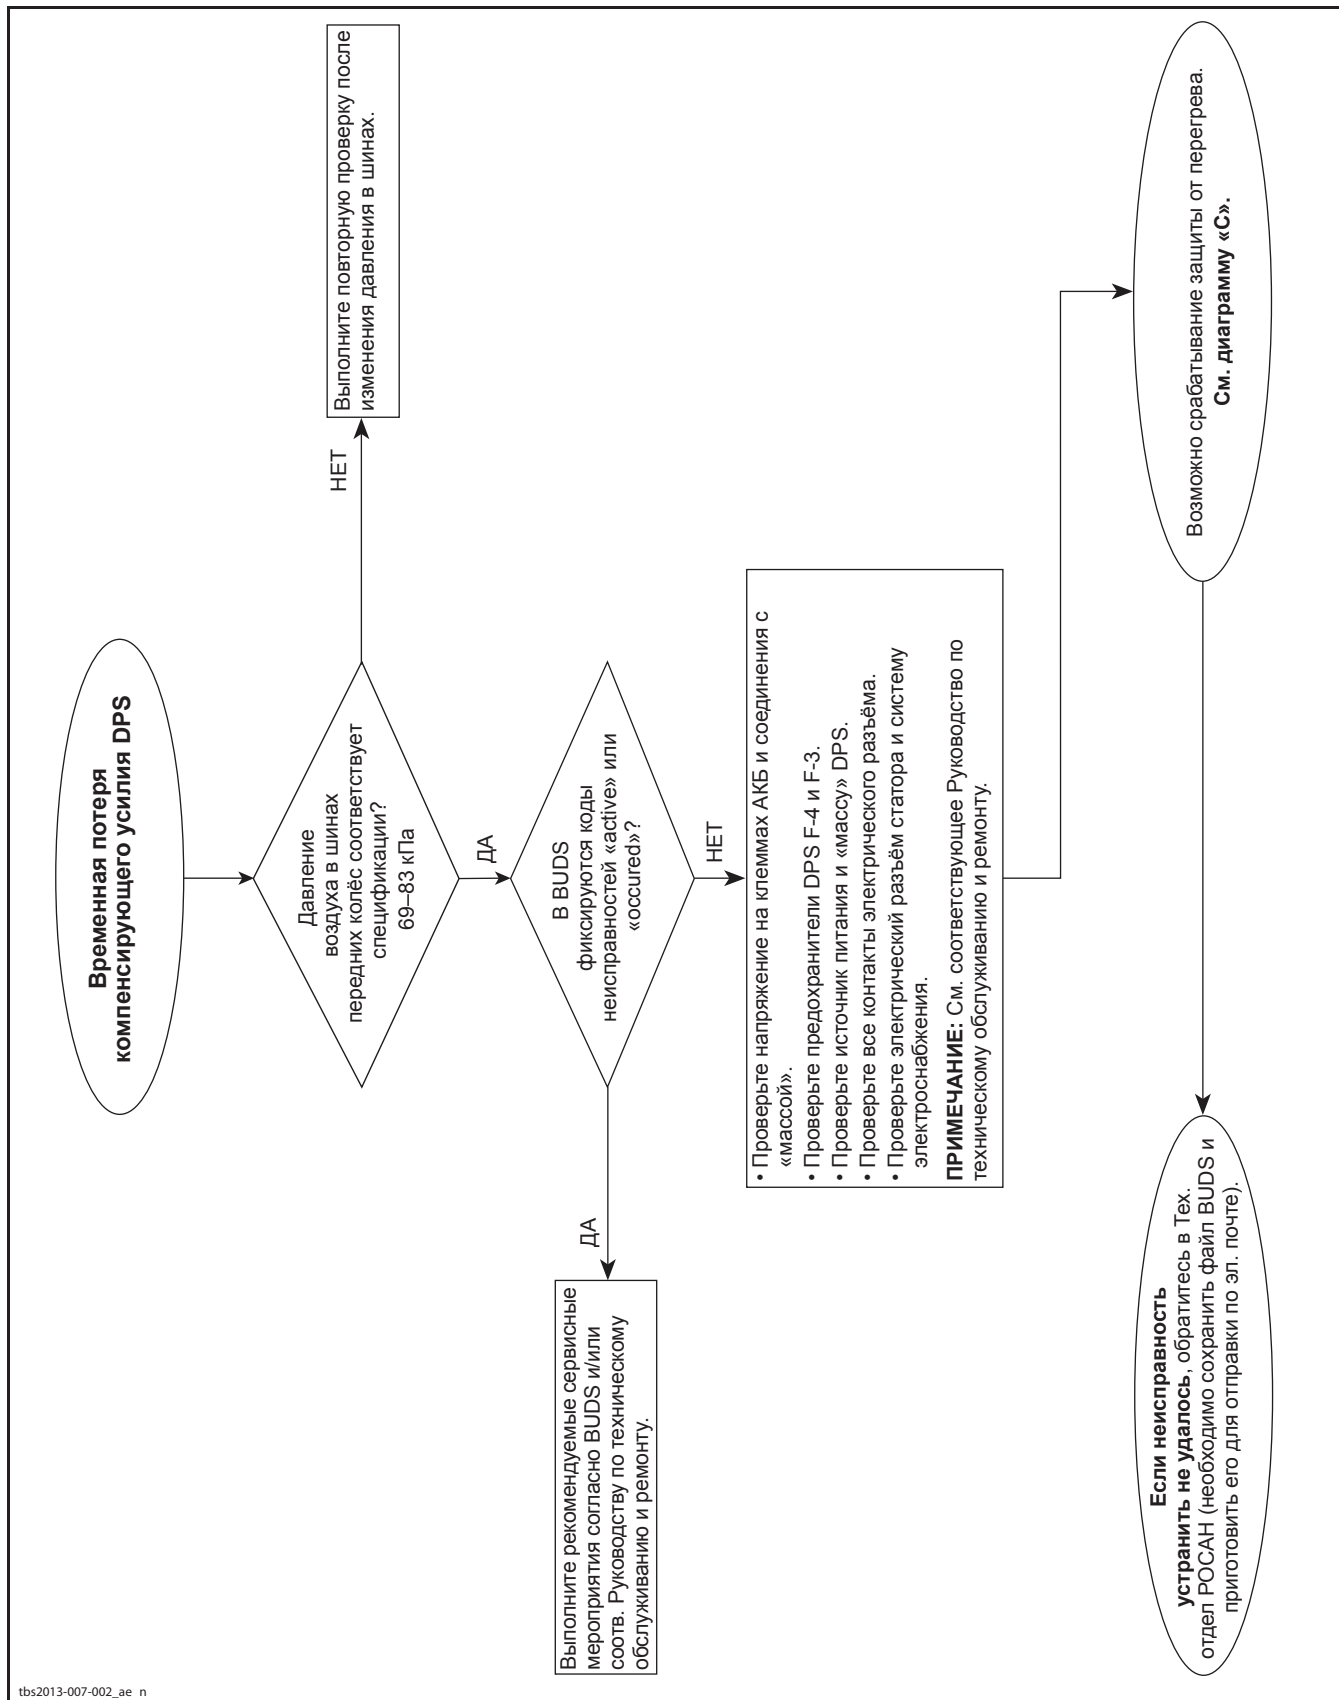 Временная потеря
компенсирующего усилия DPS
Давление
воздуха в шинах
передних колёс соответствует
спецификации?
69–83 кПа
НЕТ
Выполните повторную проверку после
изменения давления в шинах.
ДА
В BUDS
фиксируются коды
неисправностей «active» или
«occured»?
ДА
Выполните рекомендуемые сервисные
мероприятия согласно BUDS и/или
соотв. Руководству по техническому
обслуживанию и ремонту.
НЕТ
• Проверьте напряжение на клеммах АКБ и соединения с
«массой».
• Проверьте предохранители DPS F-4 и F-3.
• Проверьте источник питания и «массу» DPS.
• Проверьте все контакты электрического разъёма.
• Проверьте электрический разъём статора и систему
электроснабжения.
ПРИМЕЧАНИЕ: См. соответствующее Руководство по
техническому обслуживанию и ремонту.
Возможно срабатывание защиты от перегрева.
См. диаграмму «С».
Если неисправность
устранить не удалось, обратитесь в Тех.
отдел РОСАН (необходимо сохранить файл BUDS и
приготовить его для отправки по эл. почте).
tbs2013-007-002_ae n